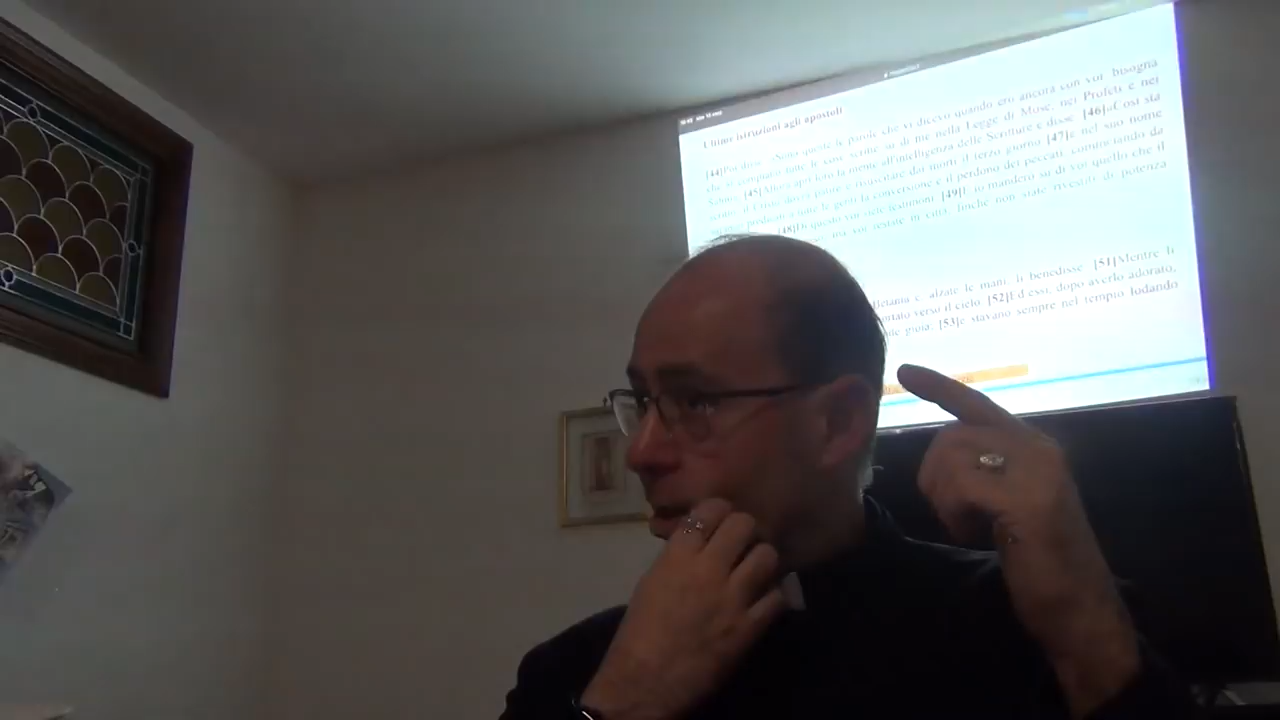 Ultime istruzioni agli apostoli
[44]Poi disse: «Sono queste le parole che vi dicevo quando ero ancora con voi: bisogna
che si compiano tutte le cose scritte su di me nella Legge di Mosè, nei Profeti e nei
Salmi». [45]Allora aprì loro la mente all'intelligenza delle Scritture e disse: [46]«Così sta
scritto: il Cristo dovrà patire e risuscitare dai morti il terzo giorno [47]e nel suo nome
predicati a tutte le genti la conversione e il perdono dei peccati, cominciando da
[48]Di questo voi siete testimoni. [49]E io manderò su di voi quello che il
ma voi restate in città, finché non siate rivestiti di potenza
Betania e, alzate le mani, li benedisse. [51]Mentre li
portato verso il cielo. [52]Ed essi, dopo averlo adorato,
gioia; [53]e stavano sempre nel tempio lodando